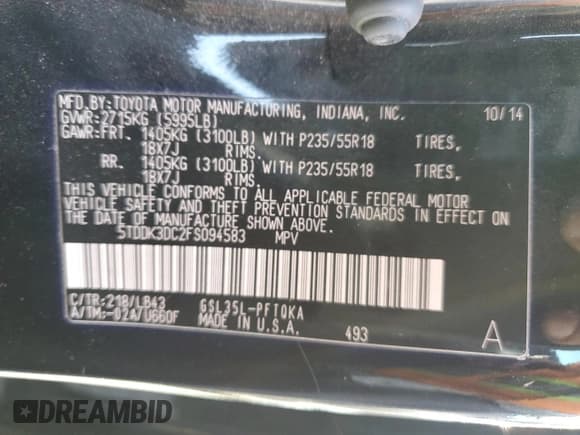 MFD.BY:TOYOTA MOTOR MANUFACTURING, INDIANA, INC. 10/14
GVWR:2715KG (5995LB)
GAWR:FRT. 1405KG (3100LB) WITH P235/55R18 TIRES,
18X7J RIMS.
RR. 1405KG (3100LB) WITH P235/55R18 TIRES,
18X7J RIMS.
THIS VEHICLE CONFORMS TO ALL APPLICABLE FEDERAL MOTOR
VEHICLE SAFETY AND THEFT PREVENTION STANDARDS IN EFFECT ON
THE DATE OF MANUFACTURE SHOWN ABOVE.
5TDDK3DC2FS094583 MPV
C/TR:218/LB43 GSL35L-PFTQKA
A/TM:-02A/U660F MADE IN U.S.A. 493 A
DREAMBID